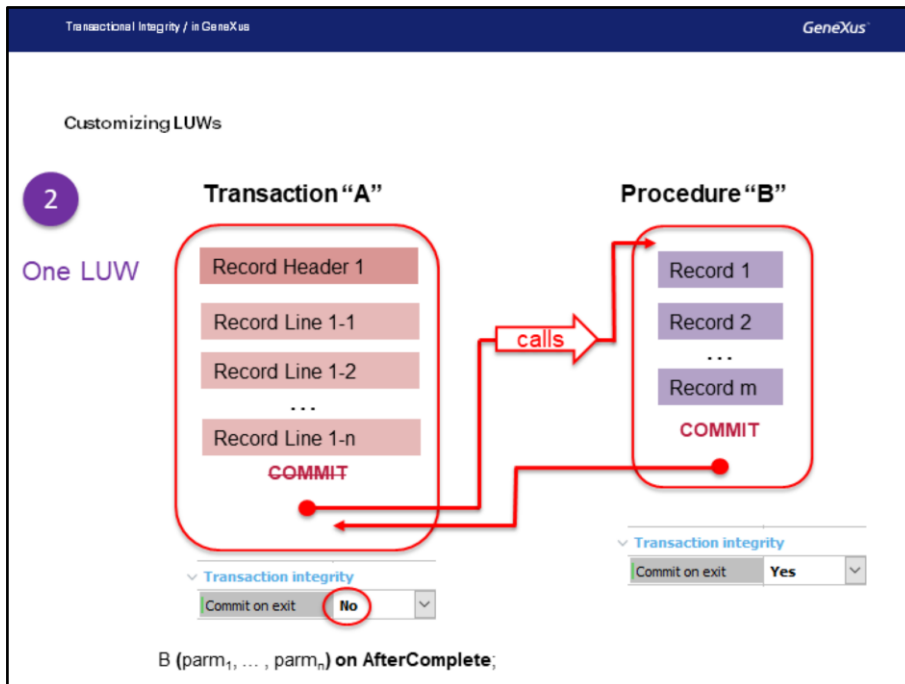 Transactional Integrity / in GeneXus
GeneXus
Customizing LUWs
2
One LUW
Transaction “A”
Record Header 1
Record Line 1-1
Record Line 1-2
...
Record Line 1-n
COMMIT
calls
Procedure “B”
Record 1
Record 2
...
Record m
COMMIT
Transaction integrity
Commit on exit No
Transaction integrity
Commit on exit Yes
B (parm1, ... , parmn) on AfterComplete;